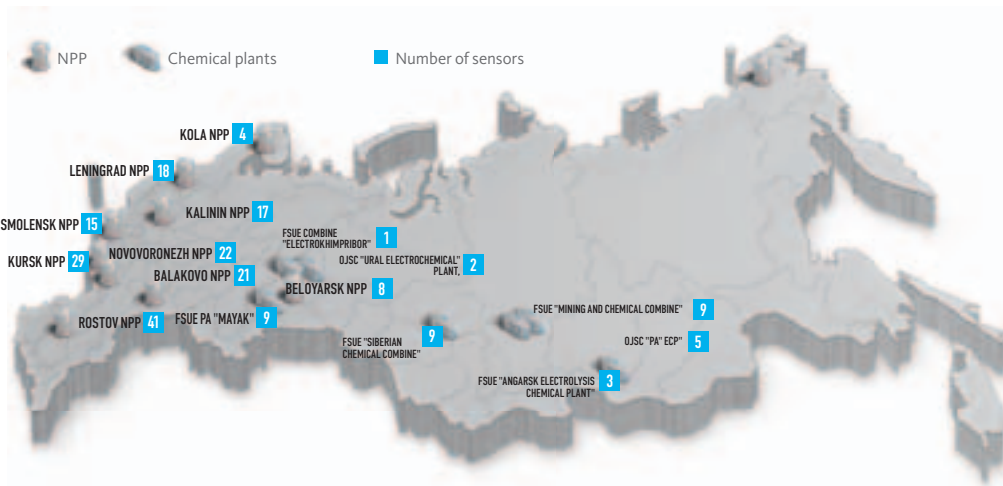 NPP
Chemical plants
Number of sensors
KOLA NPP 4
LENINGRAD NPP 18
KALININ NPP 17
SMOLENSK NPP 15
FSUE COMBINE
"ELECTROKHIMPRIBOR" 1
NOVOVORONEZH NPP 22
KURSK NPP 29
OJSC "URAL ELECTROCHEMICAL"
PLANT, 2
BALAKOVO NPP 21
BELOYARSK NPP 8
ROSTOV NPP 41
FSUE PA "MAYAK" 9
FSUE "MINING AND CHEMICAL COMBINE" 9
FSUE "SIBERIAN
CHEMICAL COMBINE" 9
OJSC "PA" ECP" 5
FSUE "ANGARSK ELECTROLYSIS
CHEMICAL PLANT" 3